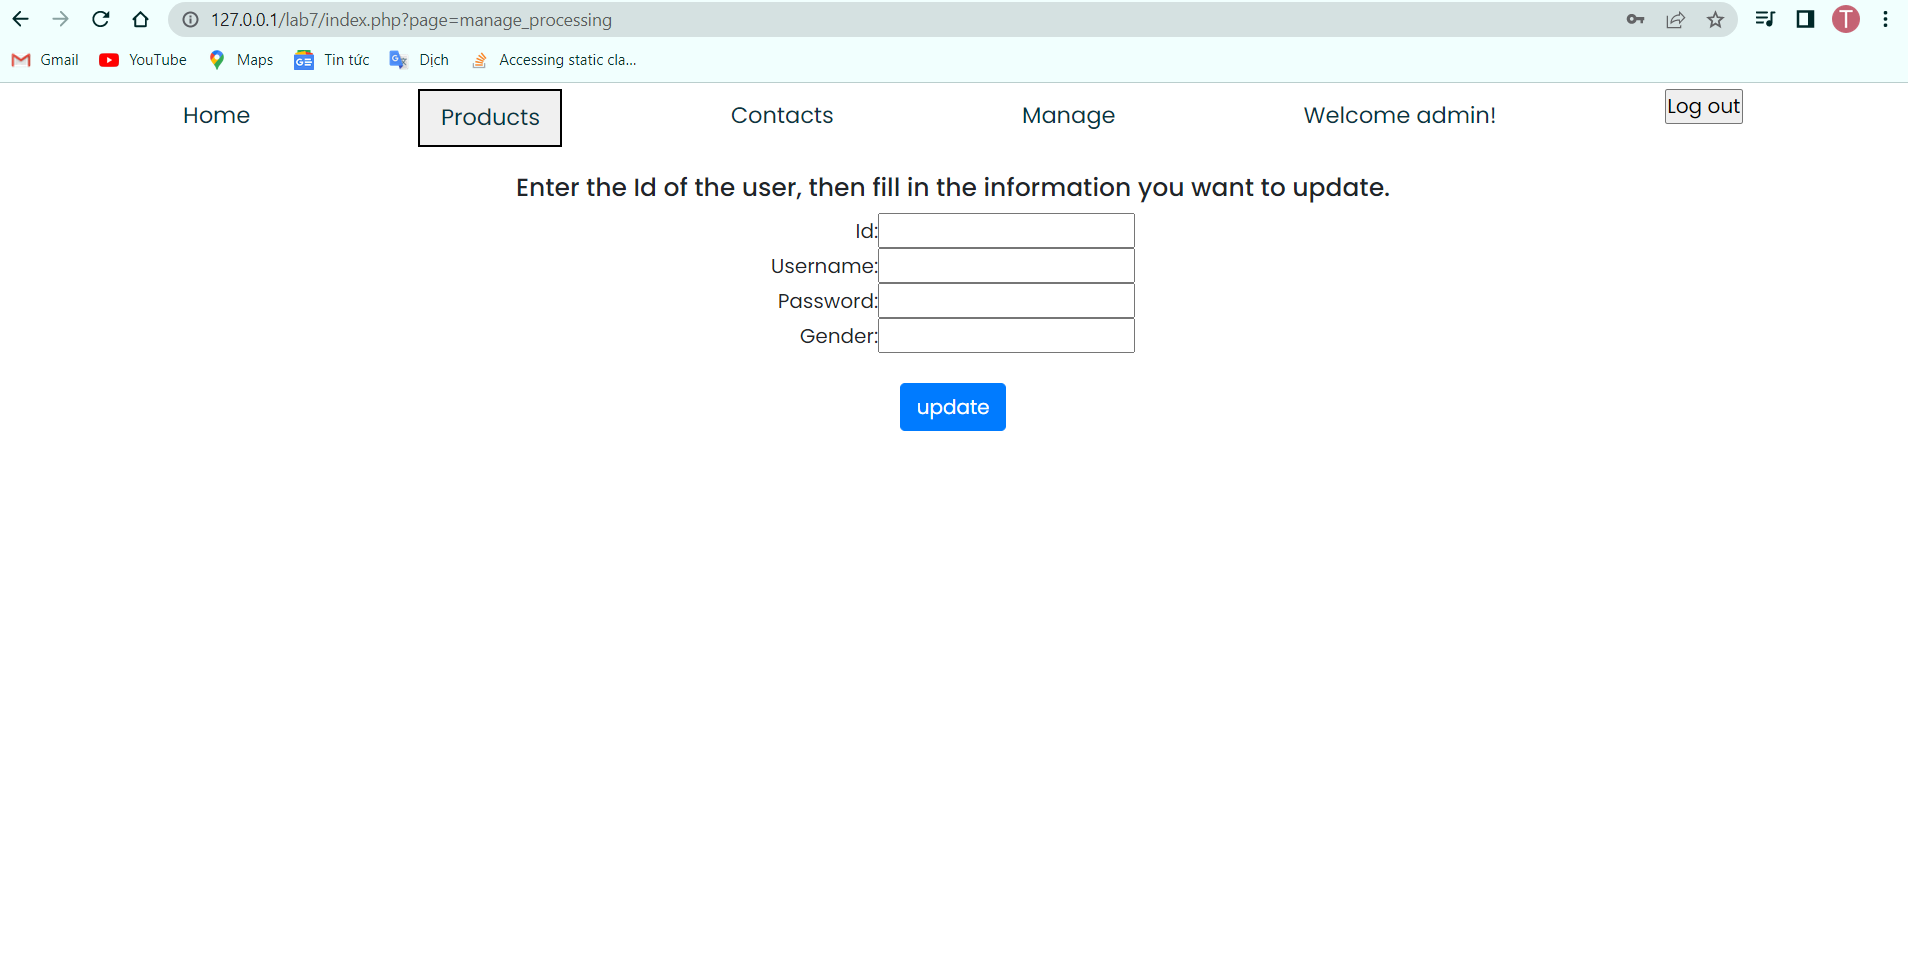 127.0.0.1/lab7/index.php?page=manage_processing
T
Gmail YouTube Maps Tin tức Dịch Accessing static cla...
Home Products Contacts Manage Welcome admin! Log out
Enter the Id of the user, then fill in the information you want to update.
Id:
Username:
Password:
Gender:
update